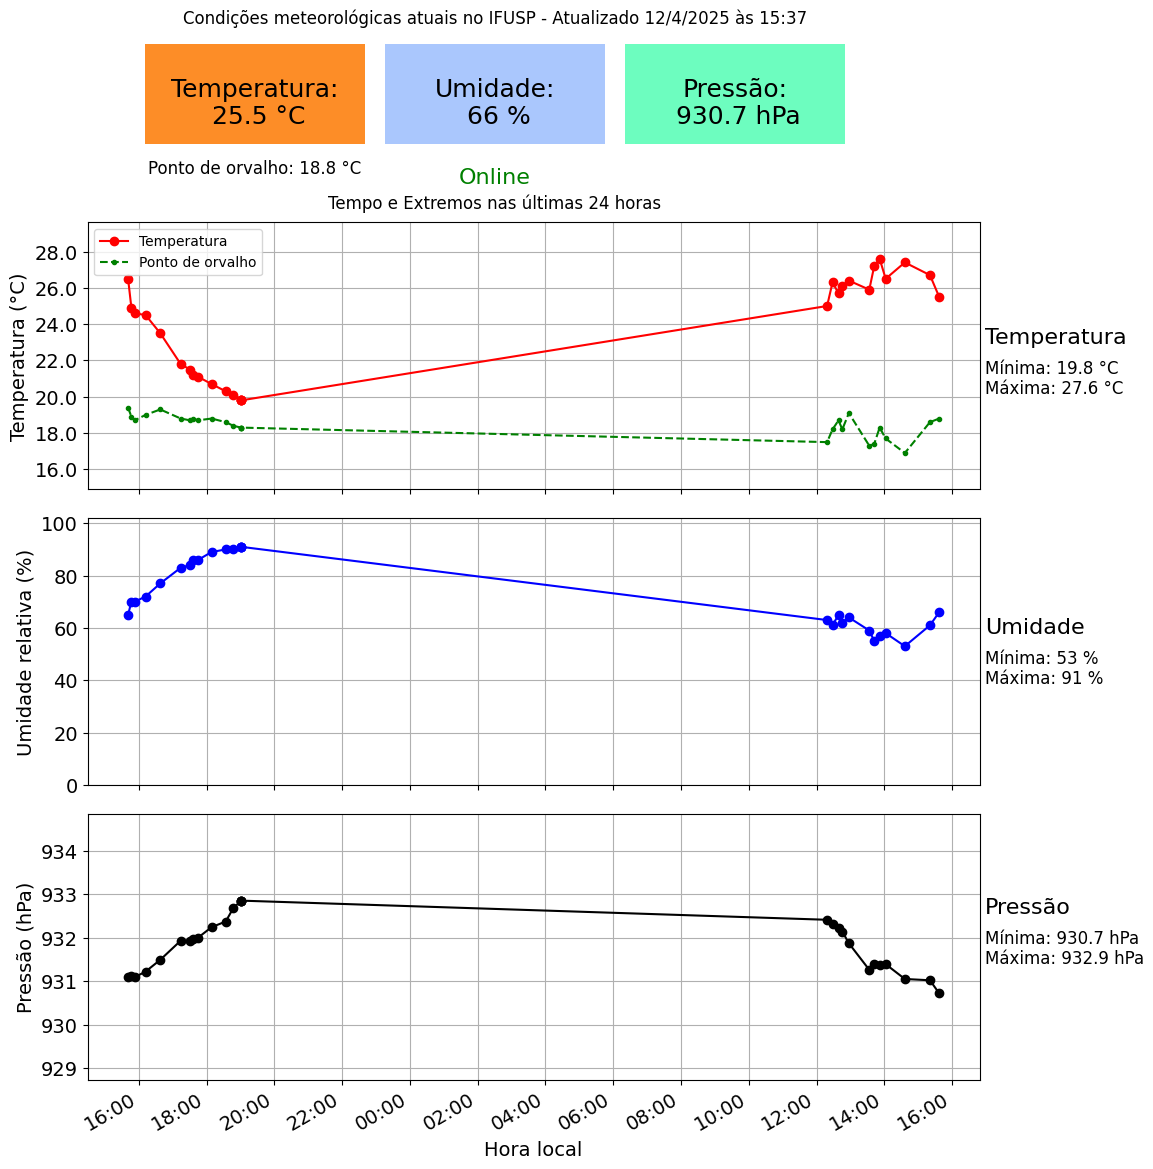 Condições meteorológicas atuais no IFUSP - Atualizado 12/4/2025 às 15:37
Temperatura:
25.5 °C
Umidade:
66 %
Pressão:
930.7 hPa
Ponto de orvalho: 18.8 °C
Online
Tempo e Extremos nas últimas 24 horas
Temperatura (°C)
28.0
26.0
24.0
22.0
20.0
18.0
16.0
Temperatura
Ponto de orvalho
Temperatura
Mínima: 19.8 °C
Máxima: 27.6 °C
Umidade relativa (%)
100
80
60
40
20
0
Umidade
Mínima: 53 %
Máxima: 91 %
Pressão (hPa)
934
933
932
931
930
929
Pressão
Mínima: 930.7 hPa
Máxima: 932.9 hPa
16:00 18:00 20:00 22:00 00:00 02:00 04:00 06:00 08:00 10:00 12:00 14:00 16:00
Hora local